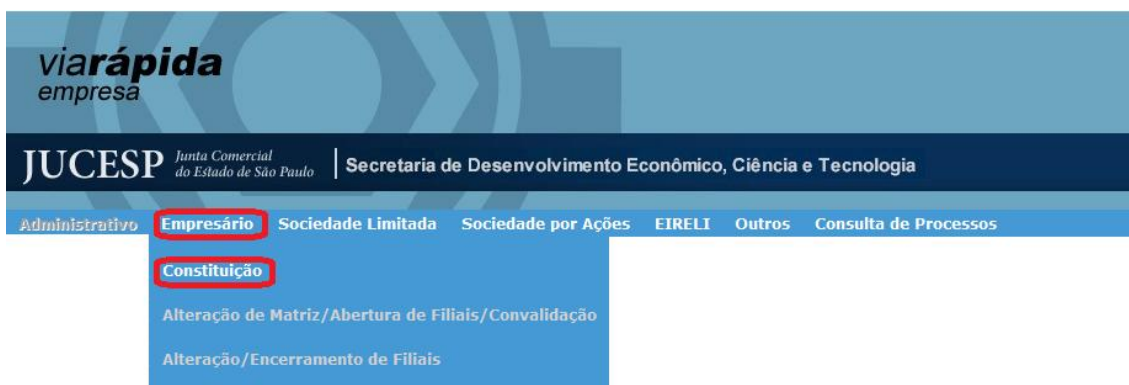 viarápida
empresa
JUCESP Junta Comercial do Estado de São Paulo Secretaria de Desenvolvimento Econômico, Ciência e Tecnologia
Administrativo Empresário Sociedade Limitada Sociedade por Ações EIRELI Outros Consulta de Processos
Constituição
Alteração de Matriz/Abertura de Filiais/Convalidação
Alteração/Encerramento de Filiais